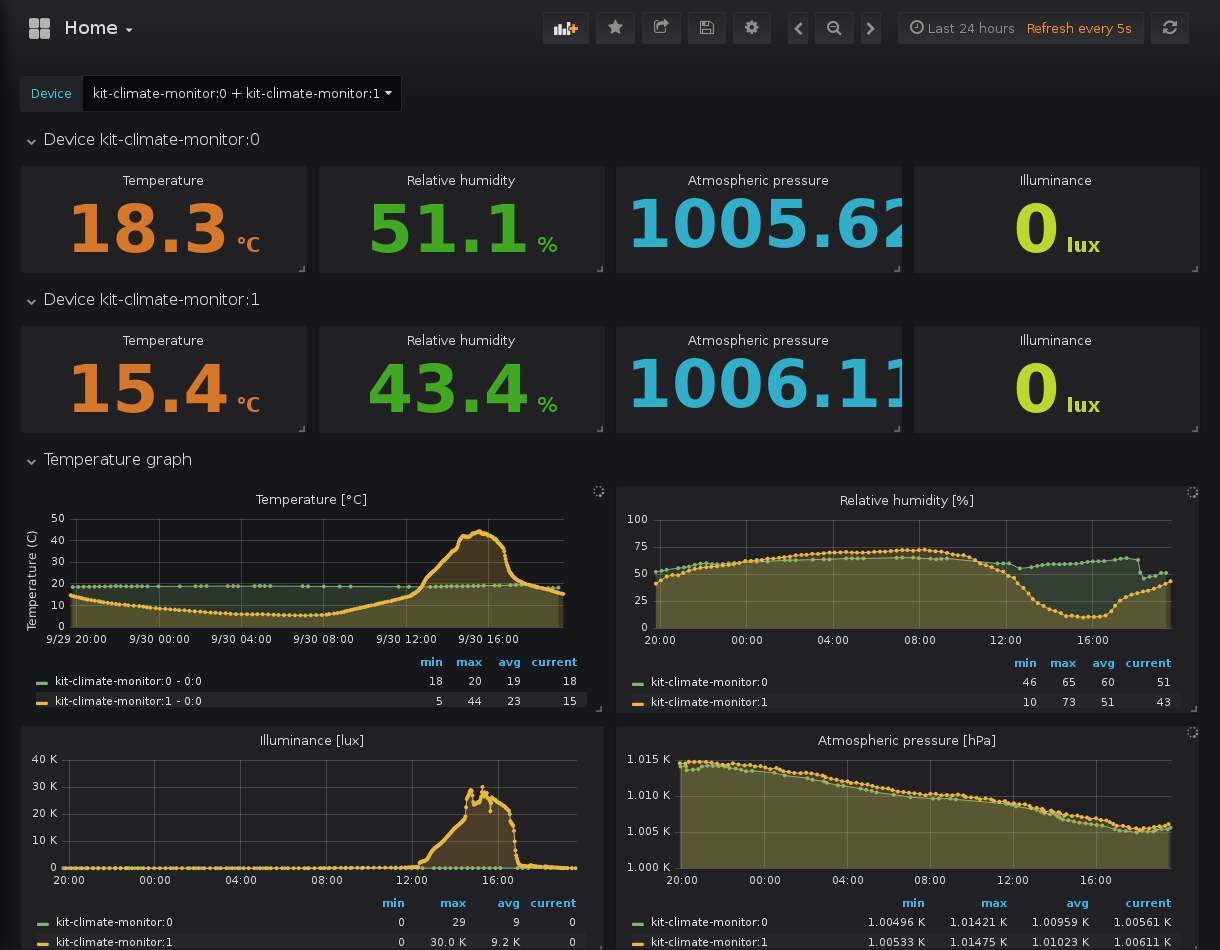 Home
Last 24 hours Refresh every 5s
Device kit-climate-monitor:0 + kit-climate-monitor:1
Device kit-climate-monitor:0
Temperature Relative humidity Atmospheric pressure Illuminance
18.3 °C 51.1 % 1005.62 0 lux
Device kit-climate-monitor:1
Temperature Relative humidity Atmospheric pressure Illuminance
15.4 °C 43.4 % 1006.11 0 lux
Temperature graph
Temperature [°C]
Temperature (C)
50
40
30
20
10
0
9/29 20:00 9/30 00:00 9/30 04:00 9/30 08:00 9/30 12:00 9/30 16:00
min max avg current
kit-climate-monitor:0 - 0:0 18 20 19 18
kit-climate-monitor:1 - 0:0 5 44 23 15
Relative humidity [%]
100
75
50
25
0
20:00 00:00 04:00 08:00 12:00 16:00
min max avg current
kit-climate-monitor:0 46 65 60 51
kit-climate-monitor:1 10 73 51 43
Illuminance [lux]
40 K
30 K
20 K
10 K
0
20:00 00:00 04:00 08:00 12:00 16:00
min max avg current
kit-climate-monitor:0 0 29 9 0
kit-climate-monitor:1 0 30.0 K 9.2 K 0
Atmospheric pressure [hPa]
1.015 K
1.010 K
1.005 K
1.000 K
20:00 00:00 04:00 08:00 12:00 16:00
min max avg current
kit-climate-monitor:0 1.00496 K 1.01421 K 1.00959 K 1.00561 K
kit-climate-monitor:1 1.00533 K 1.01475 K 1.01023 K 1.00611 K